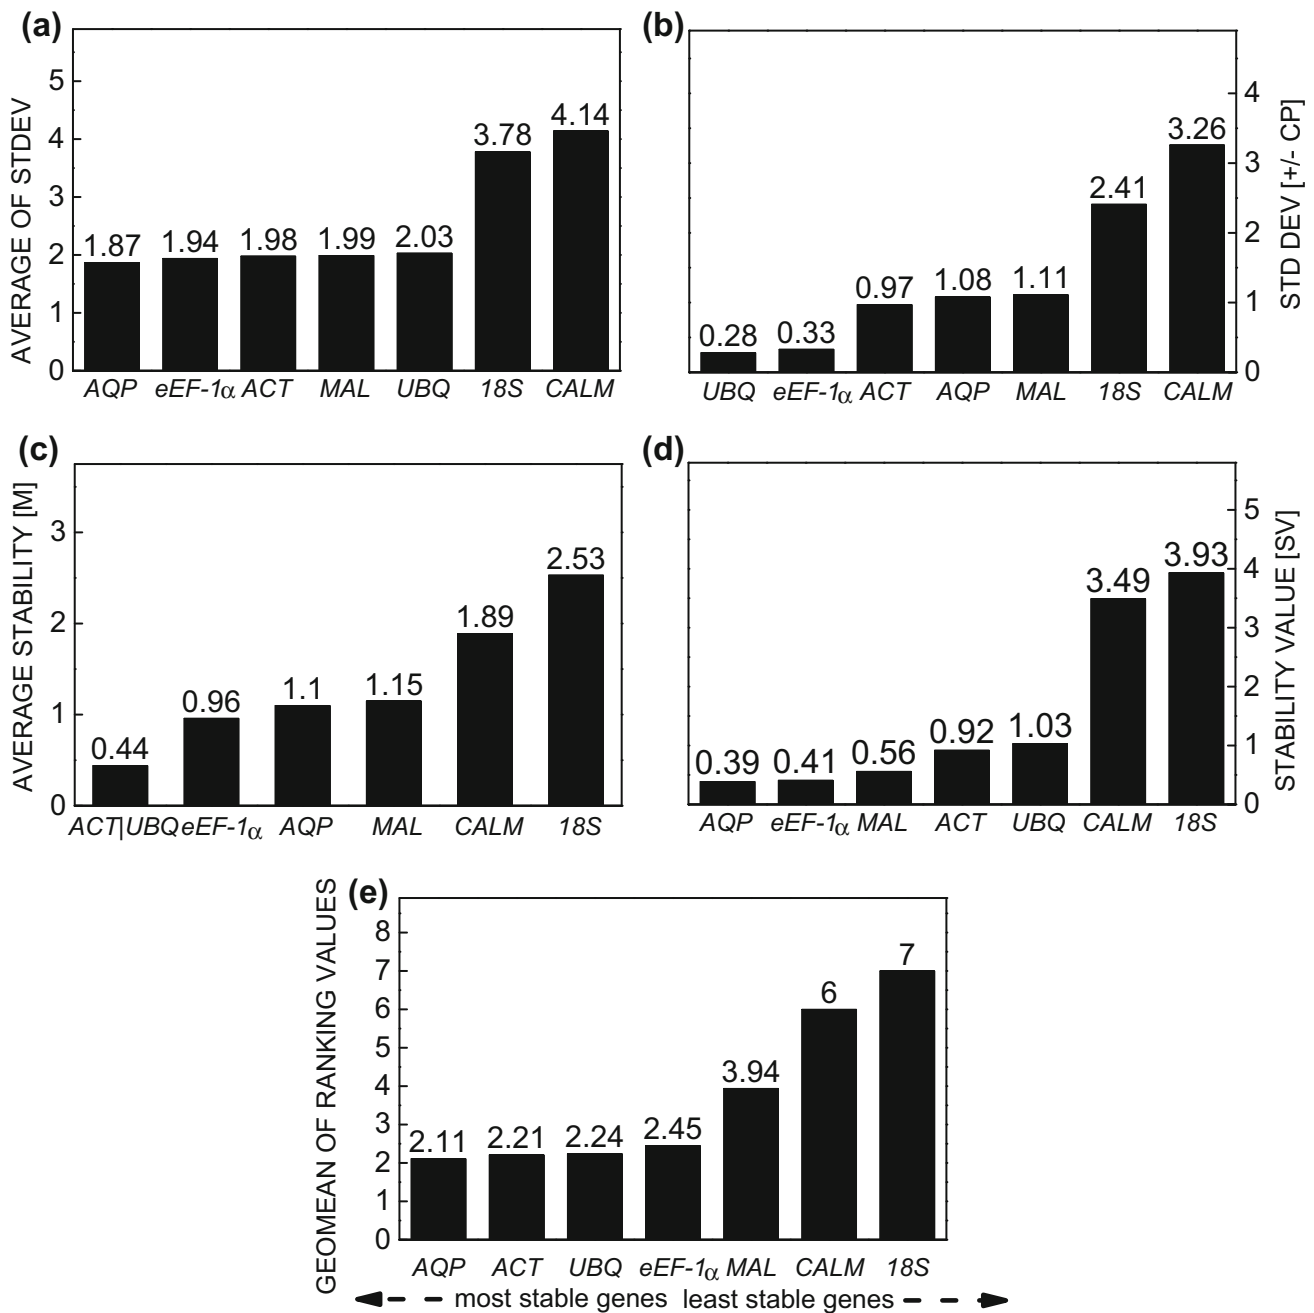 (a)
AVERAGE OF STDEV
5
4
3
2
1
0
1.87 1.94 1.98 1.99 2.03 3.78 4.14
AQP eEF-1α ACT MAL UBQ 18S CALM
(b)
STD DEV [+/- CP]
4
3
2
1
0
0.28 0.33 0.97 1.08 1.11 2.41 3.26
UBQ eEF-1α ACT AQP MAL 18S CALM
(c)
AVERAGE STABILITY [M]
3
2
1
0
0.44 0.96 1.1 1.15 1.89 2.53
ACT|UBQ eEF-1α AQP MAL CALM 18S
(d)
STABILITY VALUE [SV]
5
4
3
2
1
0
0.39 0.41 0.56 0.92 1.03 3.49 3.93
AQP eEF-1α MAL ACT UBQ CALM 18S
(e)
GEOMEAN OF RANKING VALUES
8
7
6
5
4
3
2
1
0
2.11 2.21 2.24 2.45 3.94 6 7
AQP ACT UBQ eEF-1α MAL CALM 18S
most stable genes least stable genes